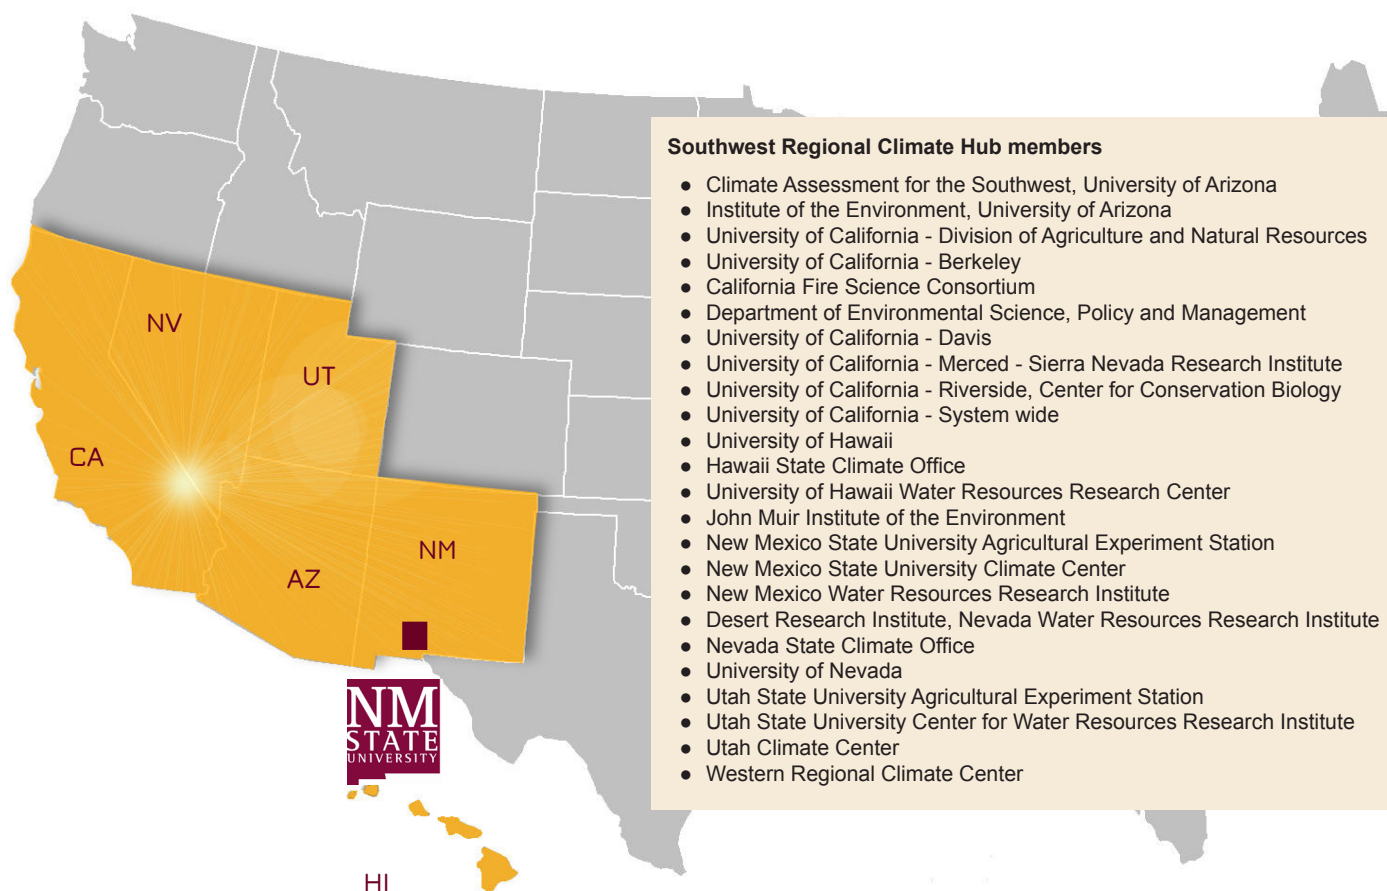 Southwest Regional Climate Hub members
● Climate Assessment for the Southwest, University of Arizona
● Institute of the Environment, University of Arizona
● University of California - Division of Agriculture and Natural Resources
● University of California - Berkeley
● California Fire Science Consortium
● Department of Environmental Science, Policy and Management
● University of California - Davis
● University of California - Merced - Sierra Nevada Research Institute
● University of California - Riverside, Center for Conservation Biology
● University of California - System wide
● University of Hawaii
● Hawaii State Climate Office
● University of Hawaii Water Resources Research Center
● John Muir Institute of the Environment
● New Mexico State University Agricultural Experiment Station
● New Mexico State University Climate Center
● New Mexico Water Resources Research Institute
● Desert Research Institute, Nevada Water Resources Research Institute
● Nevada State Climate Office
● University of Nevada
● Utah State University Agricultural Experiment Station
● Utah State University Center for Water Resources Research Institute
● Utah Climate Center
● Western Regional Climate Center
NV
UT
CA
NM
AZ
NM
STATE
UNIVERSITY
HI